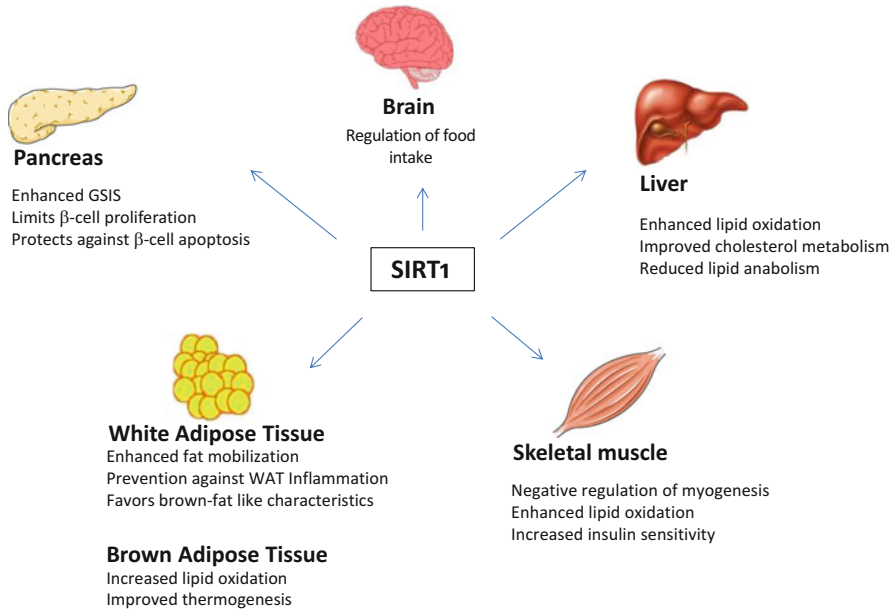 Brain
Regulation of food
intake
Pancreas
Enhanced GSIS
Limits β-cell proliferation
Protects against β-cell apoptosis
Liver
Enhanced lipid oxidation
Improved cholesterol metabolism
Reduced lipid anabolism
SIRT1
White Adipose Tissue
Enhanced fat mobilization
Prevention against WAT Inflammation
Favors brown-fat like characteristics
Brown Adipose Tissue
Increased lipid oxidation
Improved thermogenesis
Skeletal muscle
Negative regulation of myogenesis
Enhanced lipid oxidation
Increased insulin sensitivity